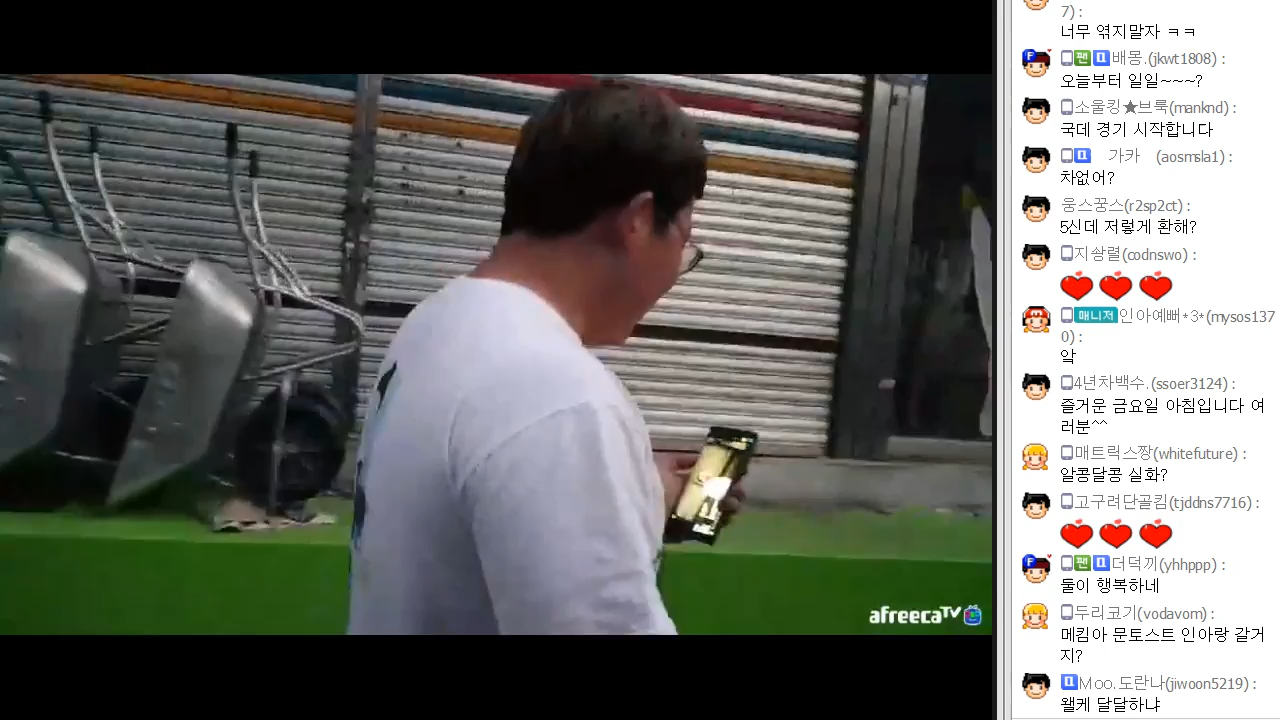 7) :
너무 엮지말자 ㅋㅋ
팬 배몽.(jkwt1808) :
오늘부터 일일~~~?
소울킹★브룩(manknd) :
국데 경기 시작합니다
가카 (aosmsla1) :
차없어?
웅스꿍스(r2sp2ct) :
5신데 저렇게 환해?
지상렬(codnswo) :
매니저 인아예뻐*3*(mysos137
0) :
앜
4년차백수.(ssoer3124) :
즐거운 금요일 아침입니다 여
러분^^
매트릭스짱(whitefuture) :
알콩달콩 실화?
고구려단골킴(tjddns7716) :
팬 더덕끼(yhhppp) :
둘이 행복하네
두리코기(vodavom) :
메킴아 문토스트 인아랑 갈거
지?
Moo.도란나(jiwoon5219) :
왤케 달달하냐
afreecaTV